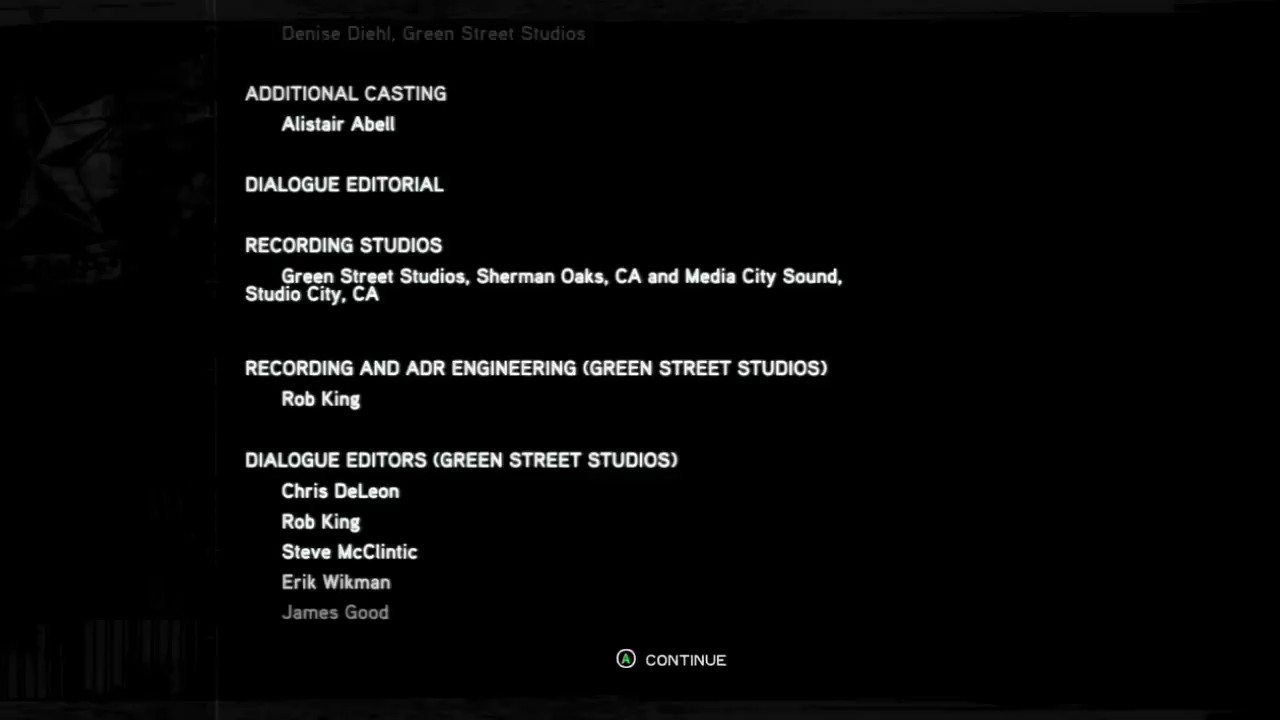 Denise Diehl, Green Street Studios
ADDITIONAL CASTING
Alistair Abell
DIALOGUE EDITORIAL
RECORDING STUDIOS
Green Street Studios, Sherman Oaks, CA and Media City Sound,
Studio City, CA
RECORDING AND ADR ENGINEERING (GREEN STREET STUDIOS)
Rob King
DIALOGUE EDITORS (GREEN STREET STUDIOS)
Chris DeLeon
Rob King
Steve McClintic
Erik Wikman
James Good
A CONTINUE